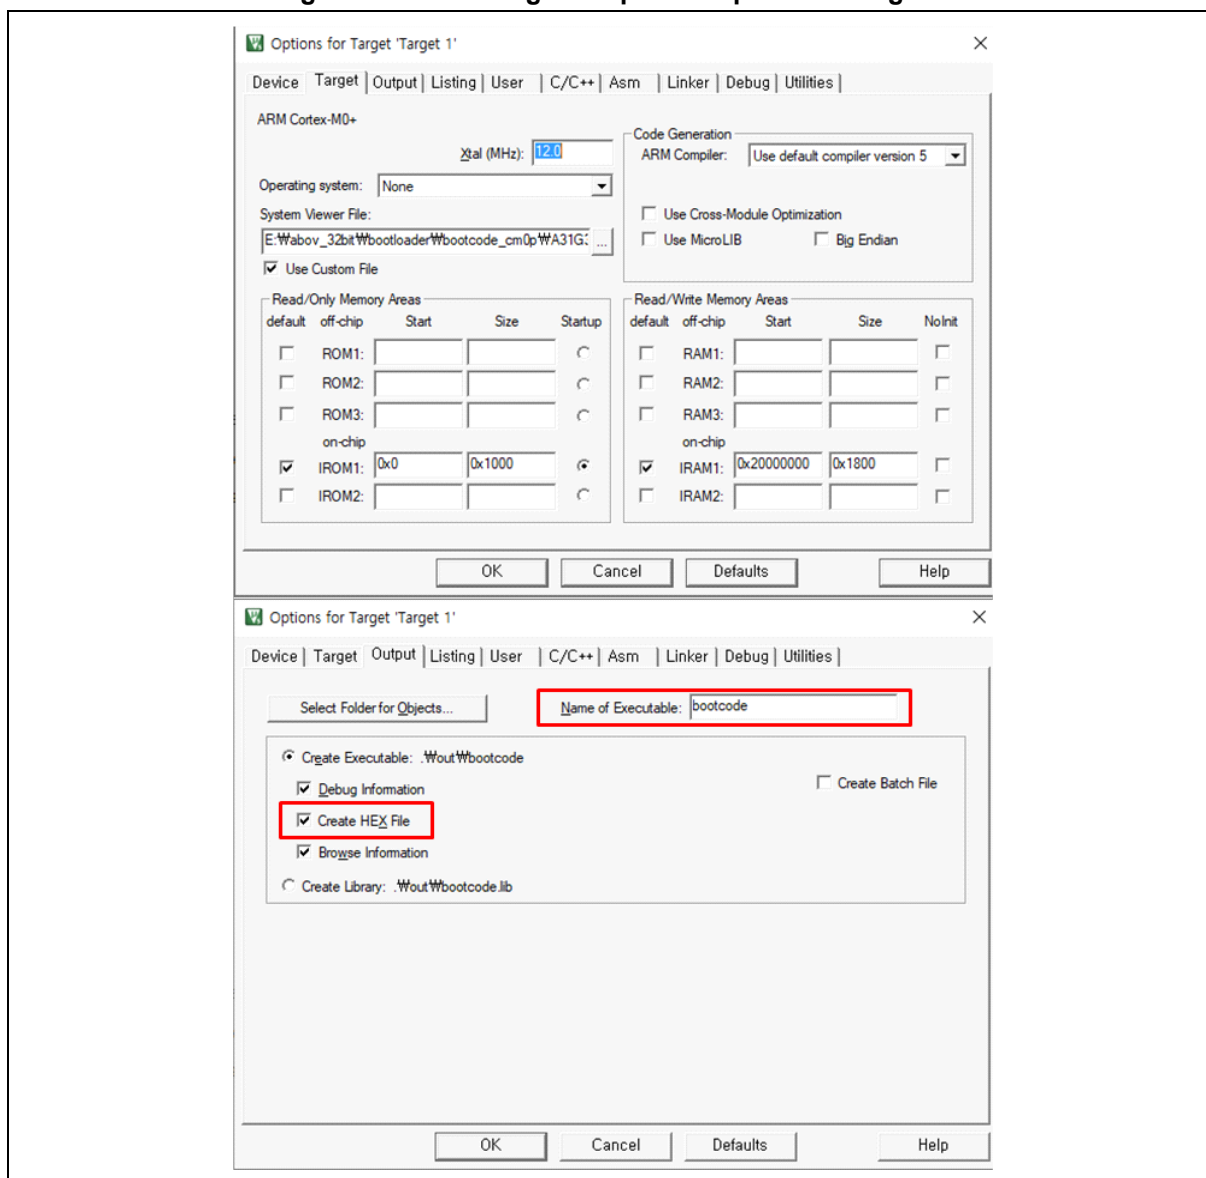 Options for Target 'Target 1'
Device Target Output Listing User C/C++ Asm Linker Debug Utilities
ARM Cortex-M0+
Xtal (MHz): 12.0
Operating system: None
System Viewer File:
E:₩abov_32bit₩bootloader₩bootcode_cm0p₩A31G: ...
Use Custom File
Code Generation
ARM Compiler: Use default compiler version 5
Use Cross-Module Optimization
Use MicroLIB Big Endian
Read/Only Memory Areas
default off-chip Start Size Startup
ROM1:
ROM2:
ROM3:
on-chip
IROM1: 0x0 0x1000
IROM2:
Read/Write Memory Areas
default off-chip Start Size NoInit
RAM1:
RAM2:
RAM3:
on-chip
IRAM1: 0x20000000 0x1800
IRAM2:
OK Cancel Defaults Help
Options for Target 'Target 1'
Device Target Output Listing User C/C++ Asm Linker Debug Utilities
Select Folder for Objects... Name of Executable: bootcode
Create Executable: .₩out₩bootcode
Debug Information Create Batch File
Create HEX File
Browse Information
Create Library: .₩out₩bootcode.lib
OK Cancel Defaults Help